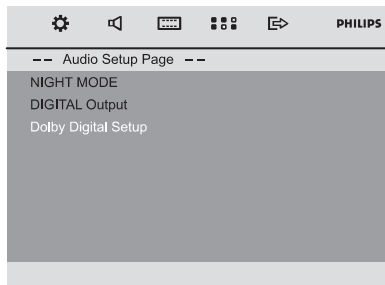 PHILIPS
-- Audio Setup Page --
NIGHT MODE
DIGITAL Output
Dolby Digital Setup